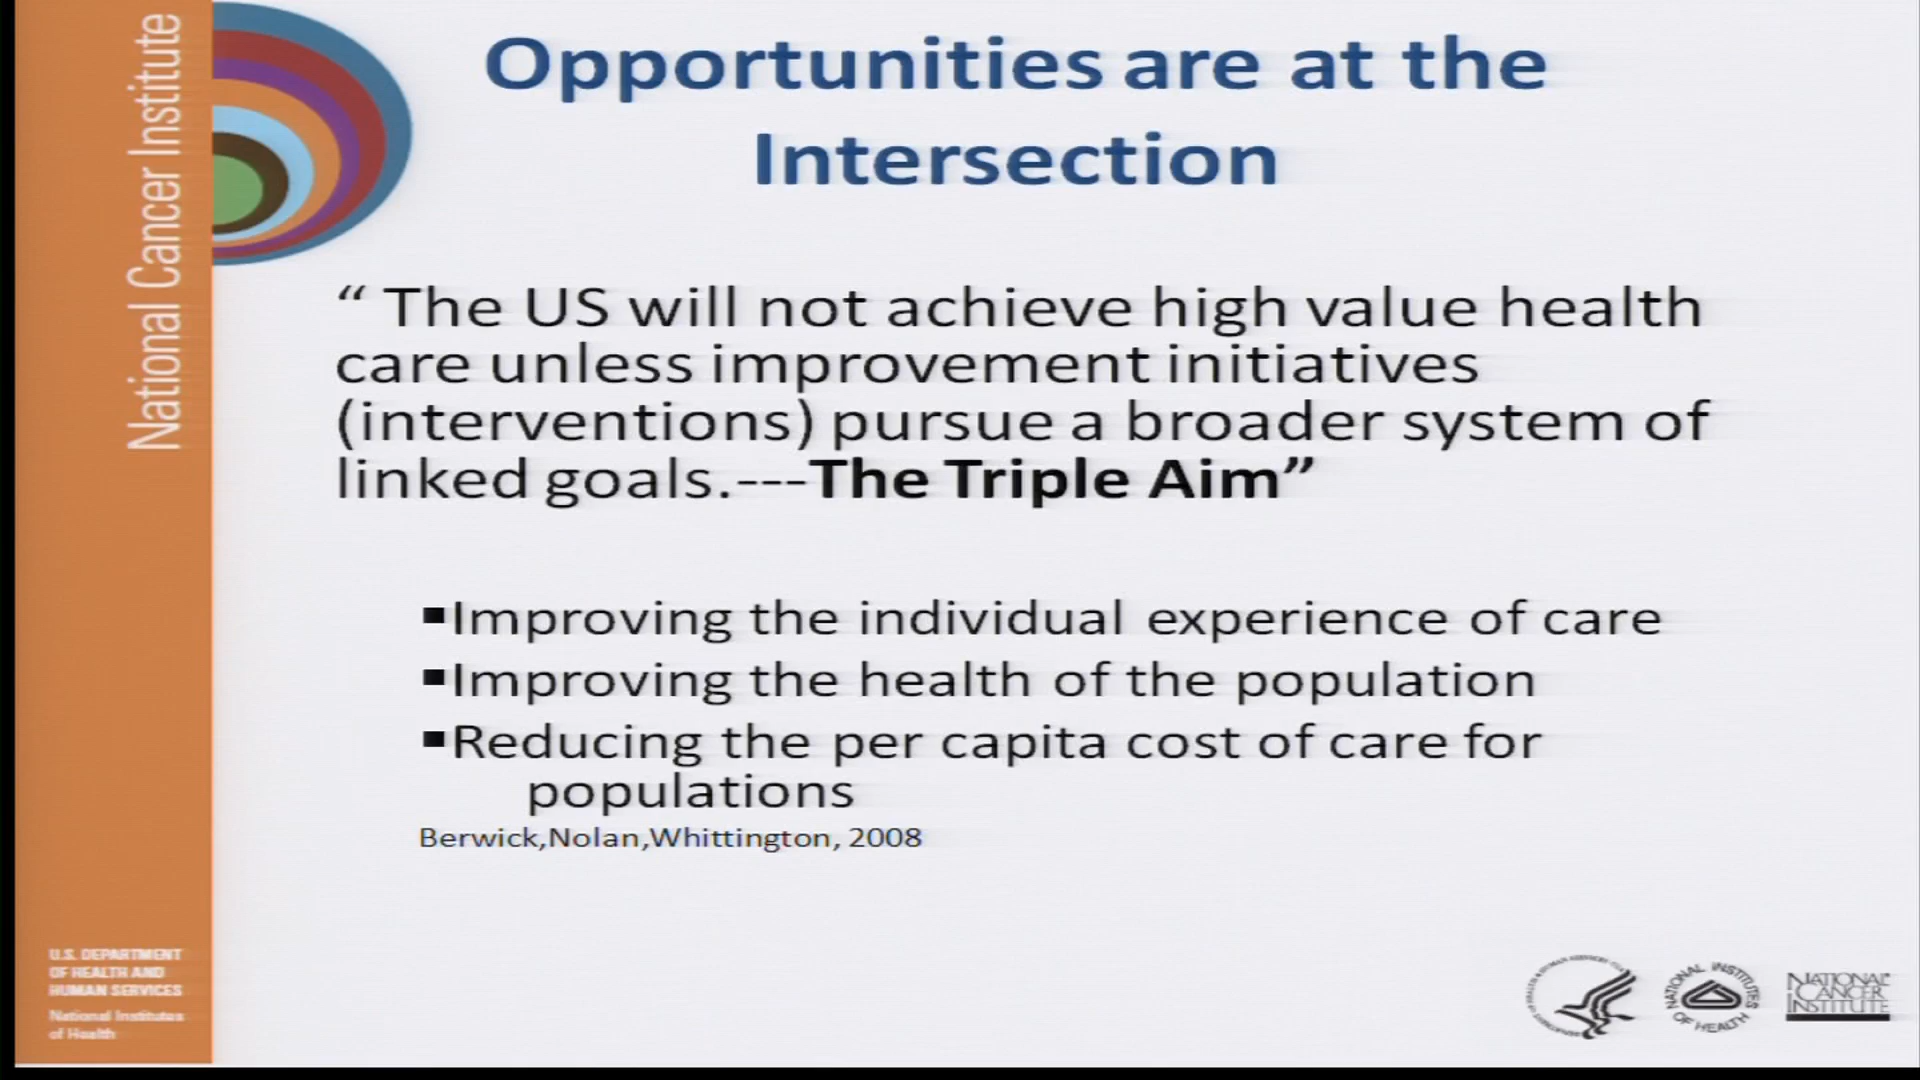 Opportunities are at the
Intersection
National Cancer Institute
“ The US will not achieve high value health
care unless improvement initiatives
(interventions) pursue a broader system of
linked goals.---The Triple Aim”
▪Improving the individual experience of care
▪Improving the health of the population
▪Reducing the per capita cost of care for
populations
Berwick,Nolan,Whittington, 2008
U.S. DEPARTMENT
OF HEALTH AND
HUMAN SERVICES
National Institutes
of Health
NATIONAL INSTITUTES
OF HEALTH
NATIONAL
CANCER
INSTITUTE